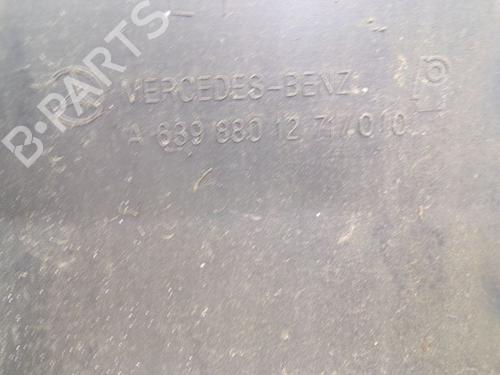 B-PARTS
MERCEDES-BENZ
A 639 880 12 71/010